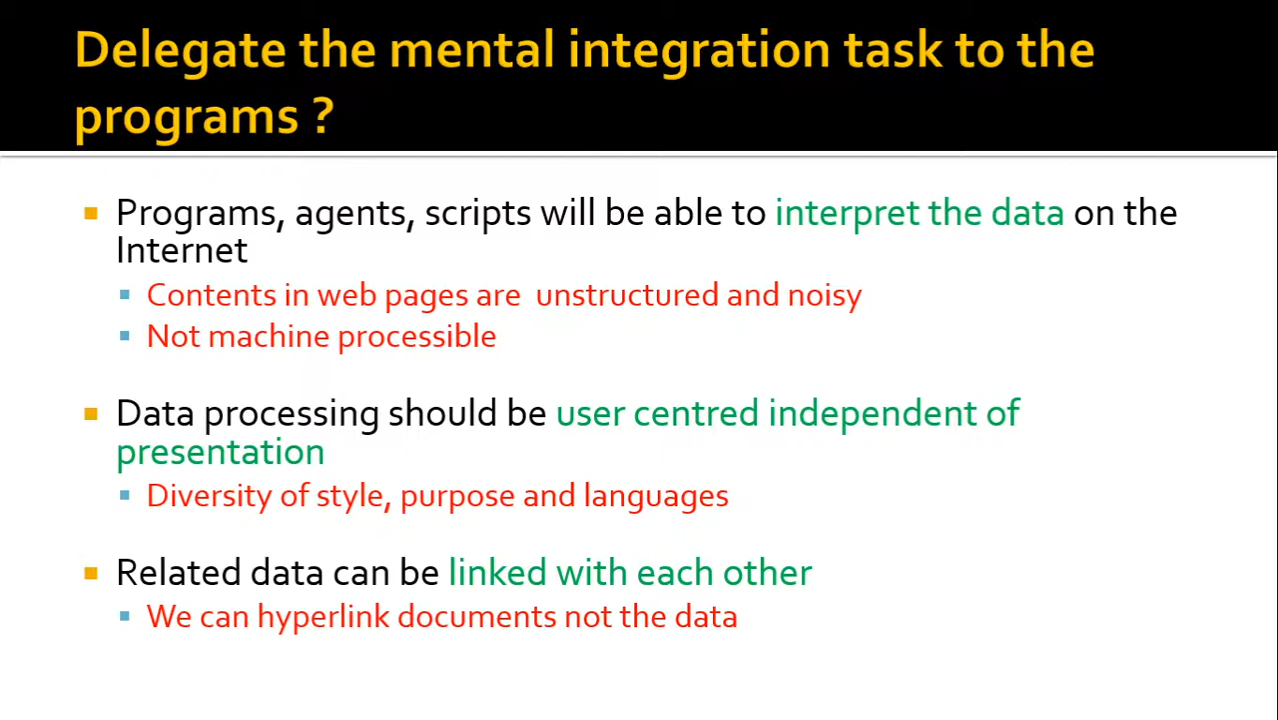 Delegate the mental integration task to the
programs ?
Programs, agents, scripts will be able to interpret the data on the
Internet
Contents in web pages are unstructured and noisy
Not machine processible
Data processing should be user centred independent of
presentation
Diversity of style, purpose and languages
Related data can be linked with each other
We can hyperlink documents not the data